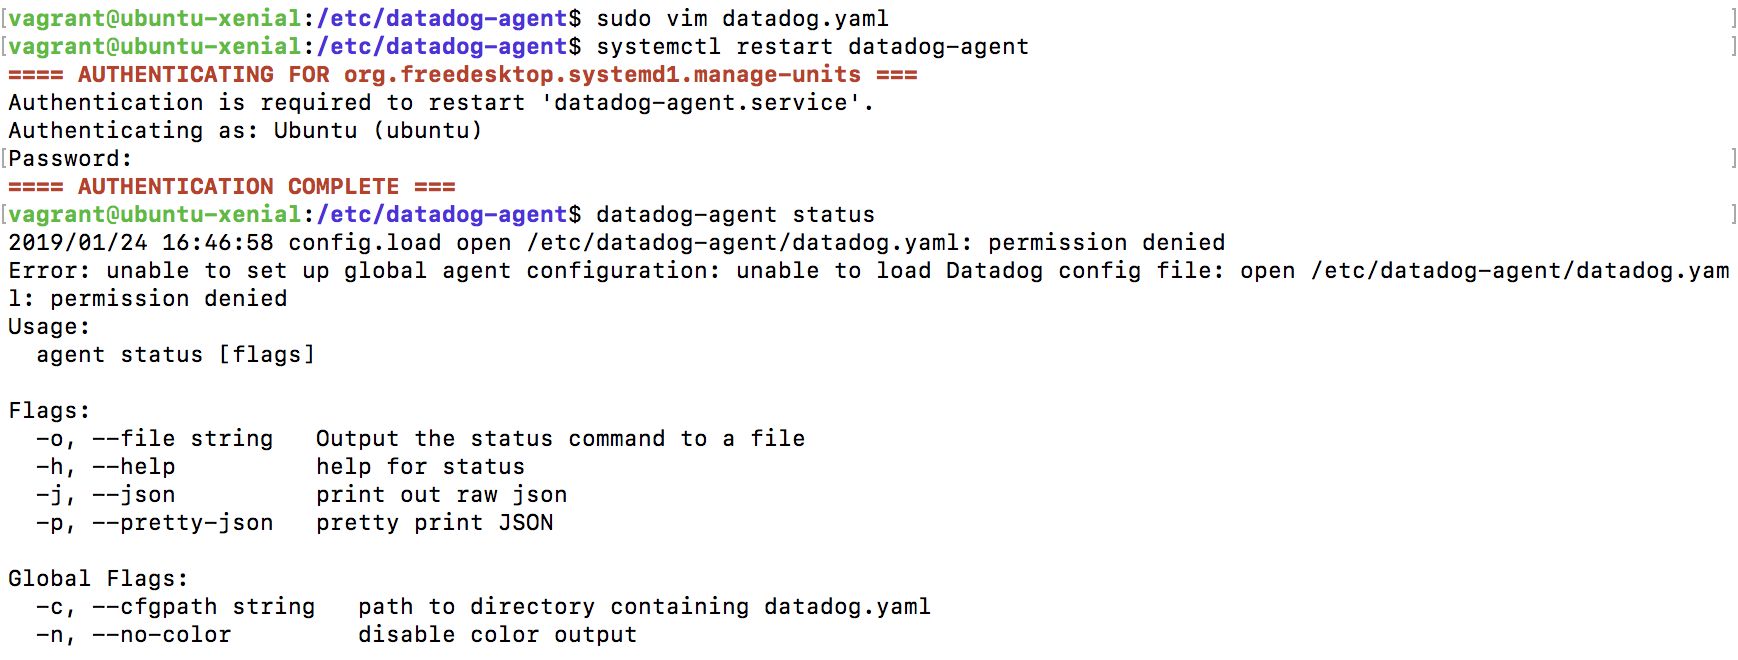 [vagrant@ubuntu-xenial:/etc/datadog-agent$ sudo vim datadog.yaml ]
[vagrant@ubuntu-xenial:/etc/datadog-agent$ systemctl restart datadog-agent ]
==== AUTHENTICATING FOR org.freedesktop.systemd1.manage-units ===
Authentication is required to restart 'datadog-agent.service'.
Authenticating as: Ubuntu (ubuntu)
[Password: ]
==== AUTHENTICATION COMPLETE ===
[vagrant@ubuntu-xenial:/etc/datadog-agent$ datadog-agent status ]
2019/01/24 16:46:58 config.load open /etc/datadog-agent/datadog.yaml: permission denied
Error: unable to set up global agent configuration: unable to load Datadog config file: open /etc/datadog-agent/datadog.yam
l: permission denied
Usage:
  agent status [flags]

Flags:
  -o, --file string   Output the status command to a file
  -h, --help          help for status
  -j, --json          print out raw json
  -p, --pretty-json   pretty print JSON

Global Flags:
  -c, --cfgpath string   path to directory containing datadog.yaml
  -n, --no-color         disable color output